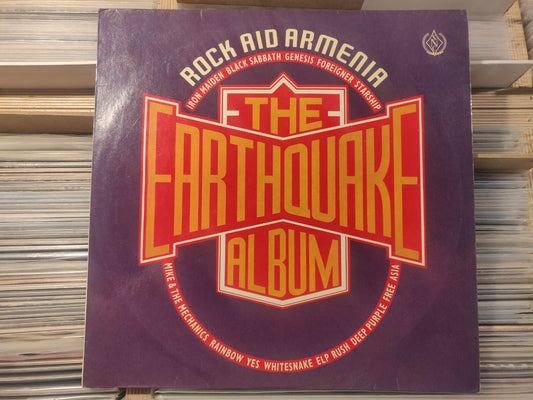 ROCK AID ARMENIA
IRON MAIDEN BLACK SABBATH GENESIS FOREIGNER STARSHIP
THE
EARTHQUAKE
ALBUM
MIKE & THE MECHANICS RAINBOW YES WHITESNAKE ELP RUSH DEEP PURPLE FREE ASIA